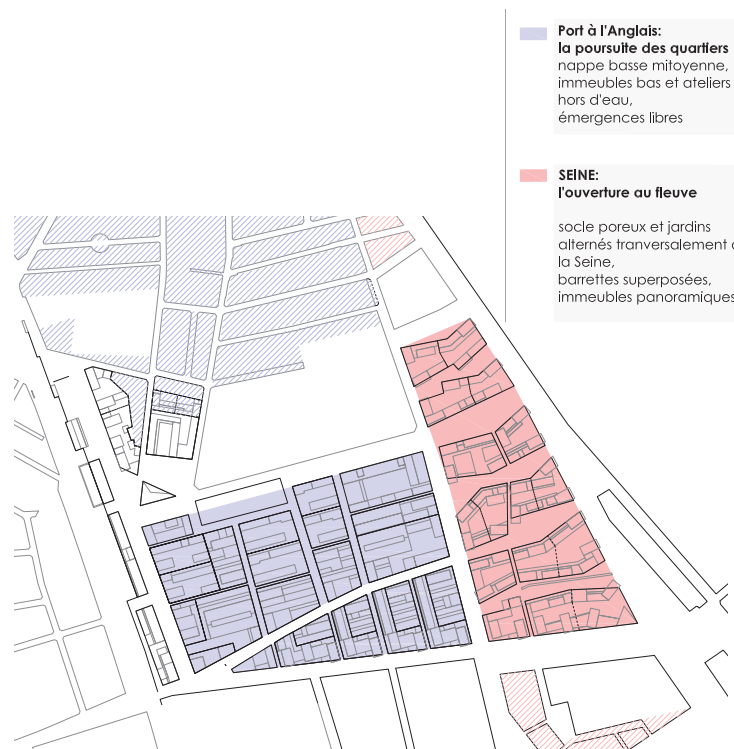 Port à l'Anglais:
la poursuite des quartiers
nappe basse mitoyenne,
immeubles bas et ateliers
hors d'eau,
émergences libres
SEINE:
l'ouverture au fleuve
socle poreux et jardins
alternés tranversalement
la Seine,
barrettes superposées,
immeubles panoramiques